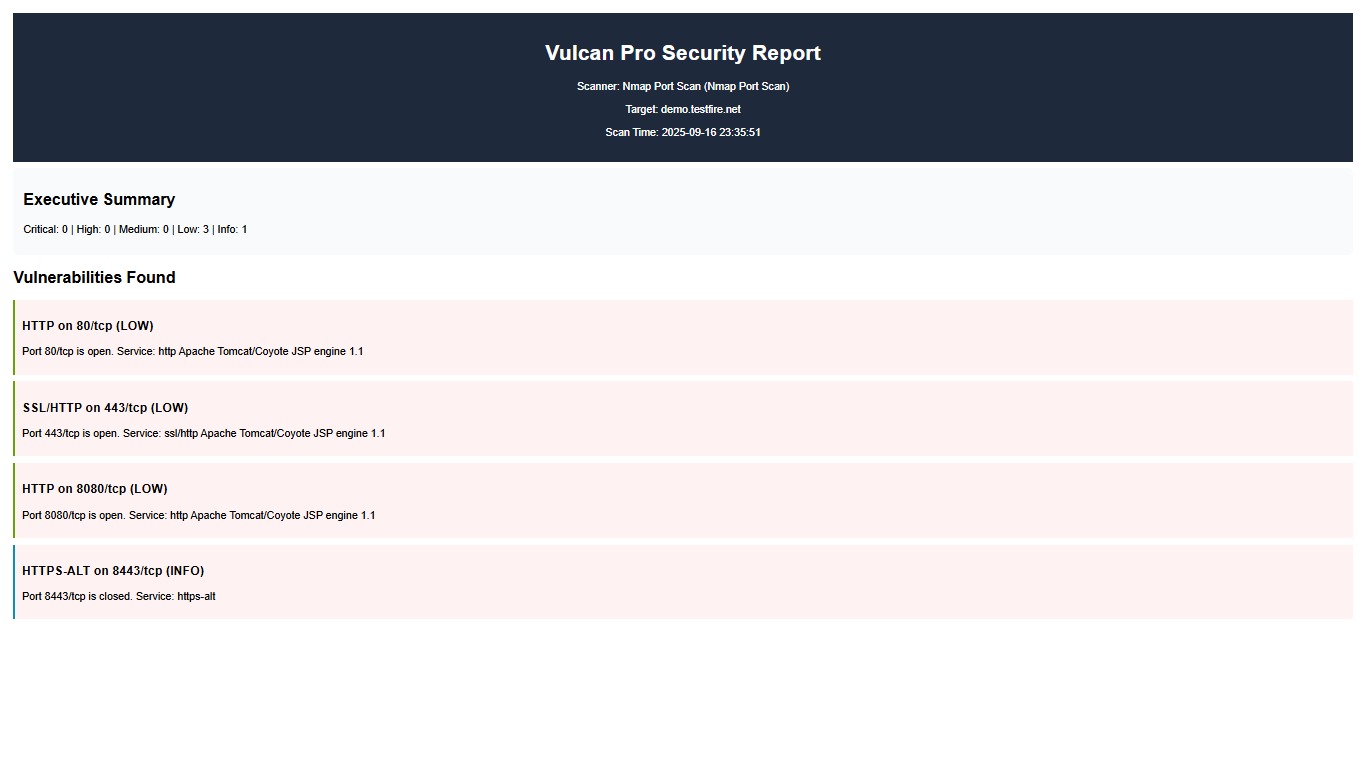 Vulcan Pro Security Report
Scanner: Nmap Port Scan (Nmap Port Scan)
Target: demo.testfire.net
Scan Time: 2025-09-16 23:35:51
Executive Summary
Critical: 0 | High: 0 | Medium: 0 | Low: 3 | Info: 1
Vulnerabilities Found
HTTP on 80/tcp (LOW)
Port 80/tcp is open. Service: http Apache Tomcat/Coyote JSP engine 1.1
SSL/HTTP on 443/tcp (LOW)
Port 443/tcp is open. Service: ssl/http Apache Tomcat/Coyote JSP engine 1.1
HTTP on 8080/tcp (LOW)
Port 8080/tcp is open. Service: http Apache Tomcat/Coyote JSP engine 1.1
HTTPS-ALT on 8443/tcp (INFO)
Port 8443/tcp is closed. Service: https-alt